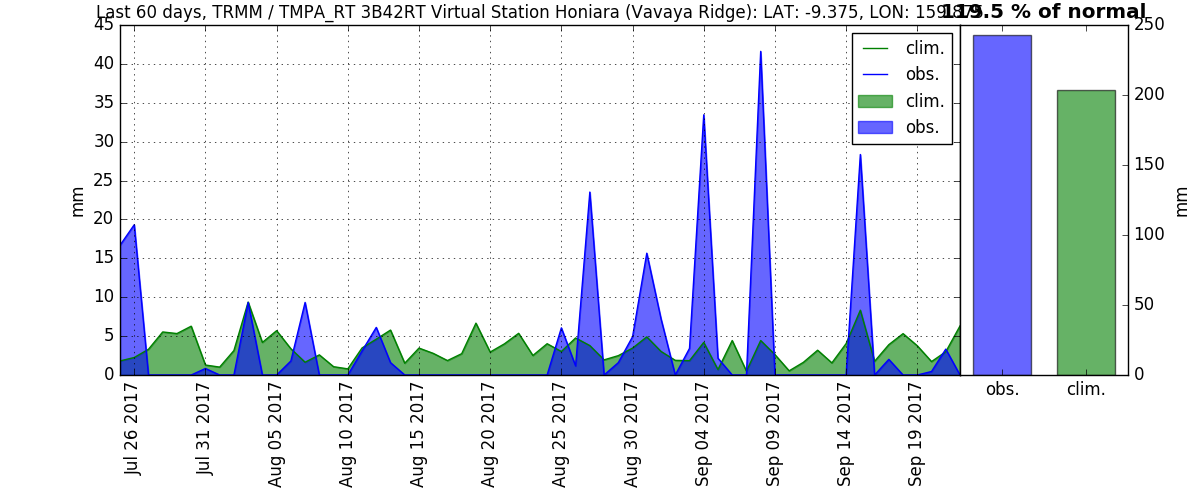 Last 60 days, TRMM / TMPA_RT 3B42RT Virtual Station Honiara (Vavaya Ridge): LAT: -9.375, LON:
119.5 % of normal
45
40
35
30
25
20
15
10
5
0
mm
clim.
obs.
clim.
obs.
Jul 26 2017
Jul 31 2017
Aug 05 2017
Aug 10 2017
Aug 15 2017
Aug 20 2017
Aug 25 2017
Aug 30 2017
Sep 04 2017
Sep 09 2017
Sep 14 2017
Sep 19 2017
250
200
150
100
50
0
mm
obs.
clim.